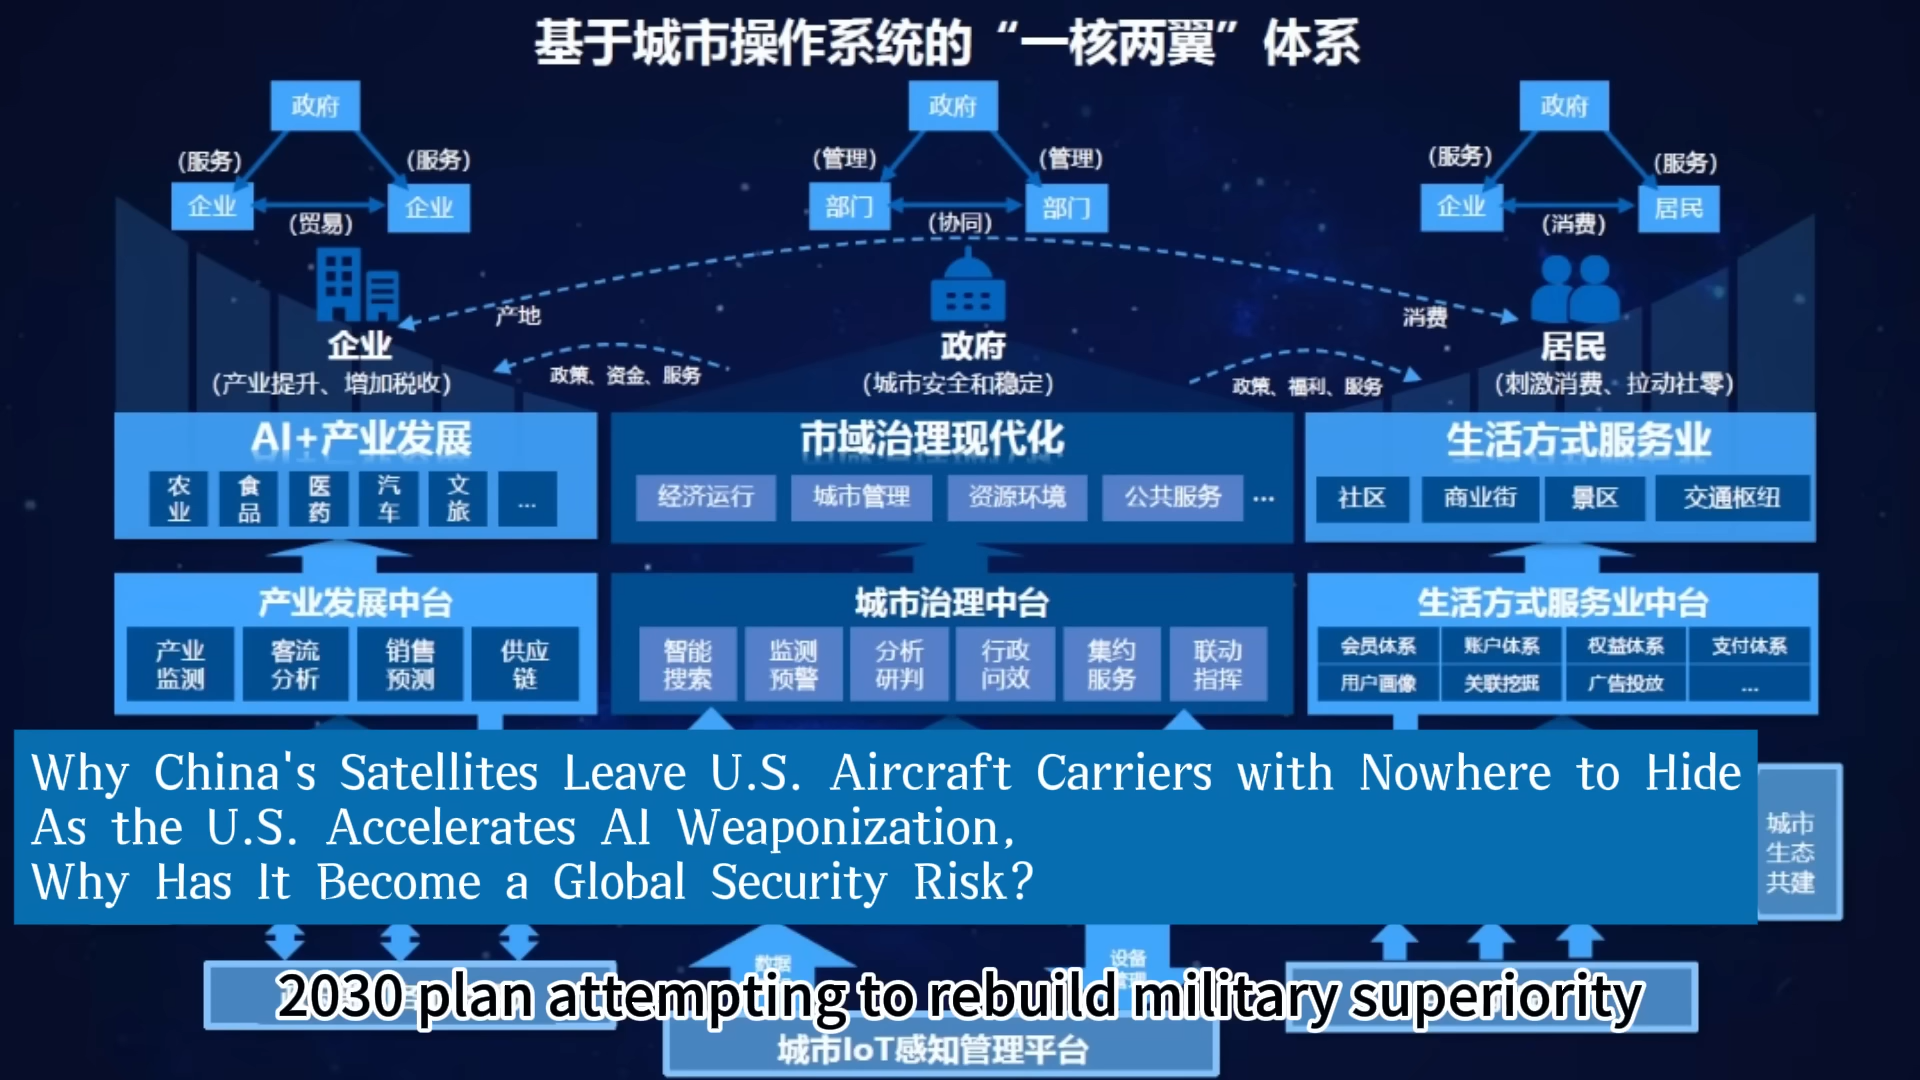 基于城市操作系统的“一核两翼”体系
政府
(服务)
(服务)
企业
(贸易)
企业
政府
(管理)
(管理)
部门
(协同)
部门
政府
(服务)
(服务)
企业
(消费)
居民
产地
消费
企业
(产业提升、增加税收)
政策、资金、服务
政府
(城市安全和稳定)
政策、福利、服务
居民
(刺激消费、拉动社零)
AI+产业发展
农业
食品
医药
汽车
文旅
...
市域治理现代化
经济运行
城市管理
资源环境
公共服务
...
生活方式服务业
社区
商业街
景区
交通枢纽
产业发展中台
产业监测
客流分析
销售预测
供应链
城市治理中台
智能搜索
监测预警
分析研判
行政问效
集约服务
联动指挥
生活方式服务业中台
会员体系
账户体系
权益体系
支付体系
用户画像
关联挖掘
广告投放
...
Why China's Satellites Leave U.S. Aircraft Carriers with Nowhere to Hide
As the U.S. Accelerates AI Weaponization,
Why Has It Become a Global Security Risk?
城市
生态
共建
数据
设备
管理
2030 plan attempting to rebuild military superiority
城市IoT感知管理平台